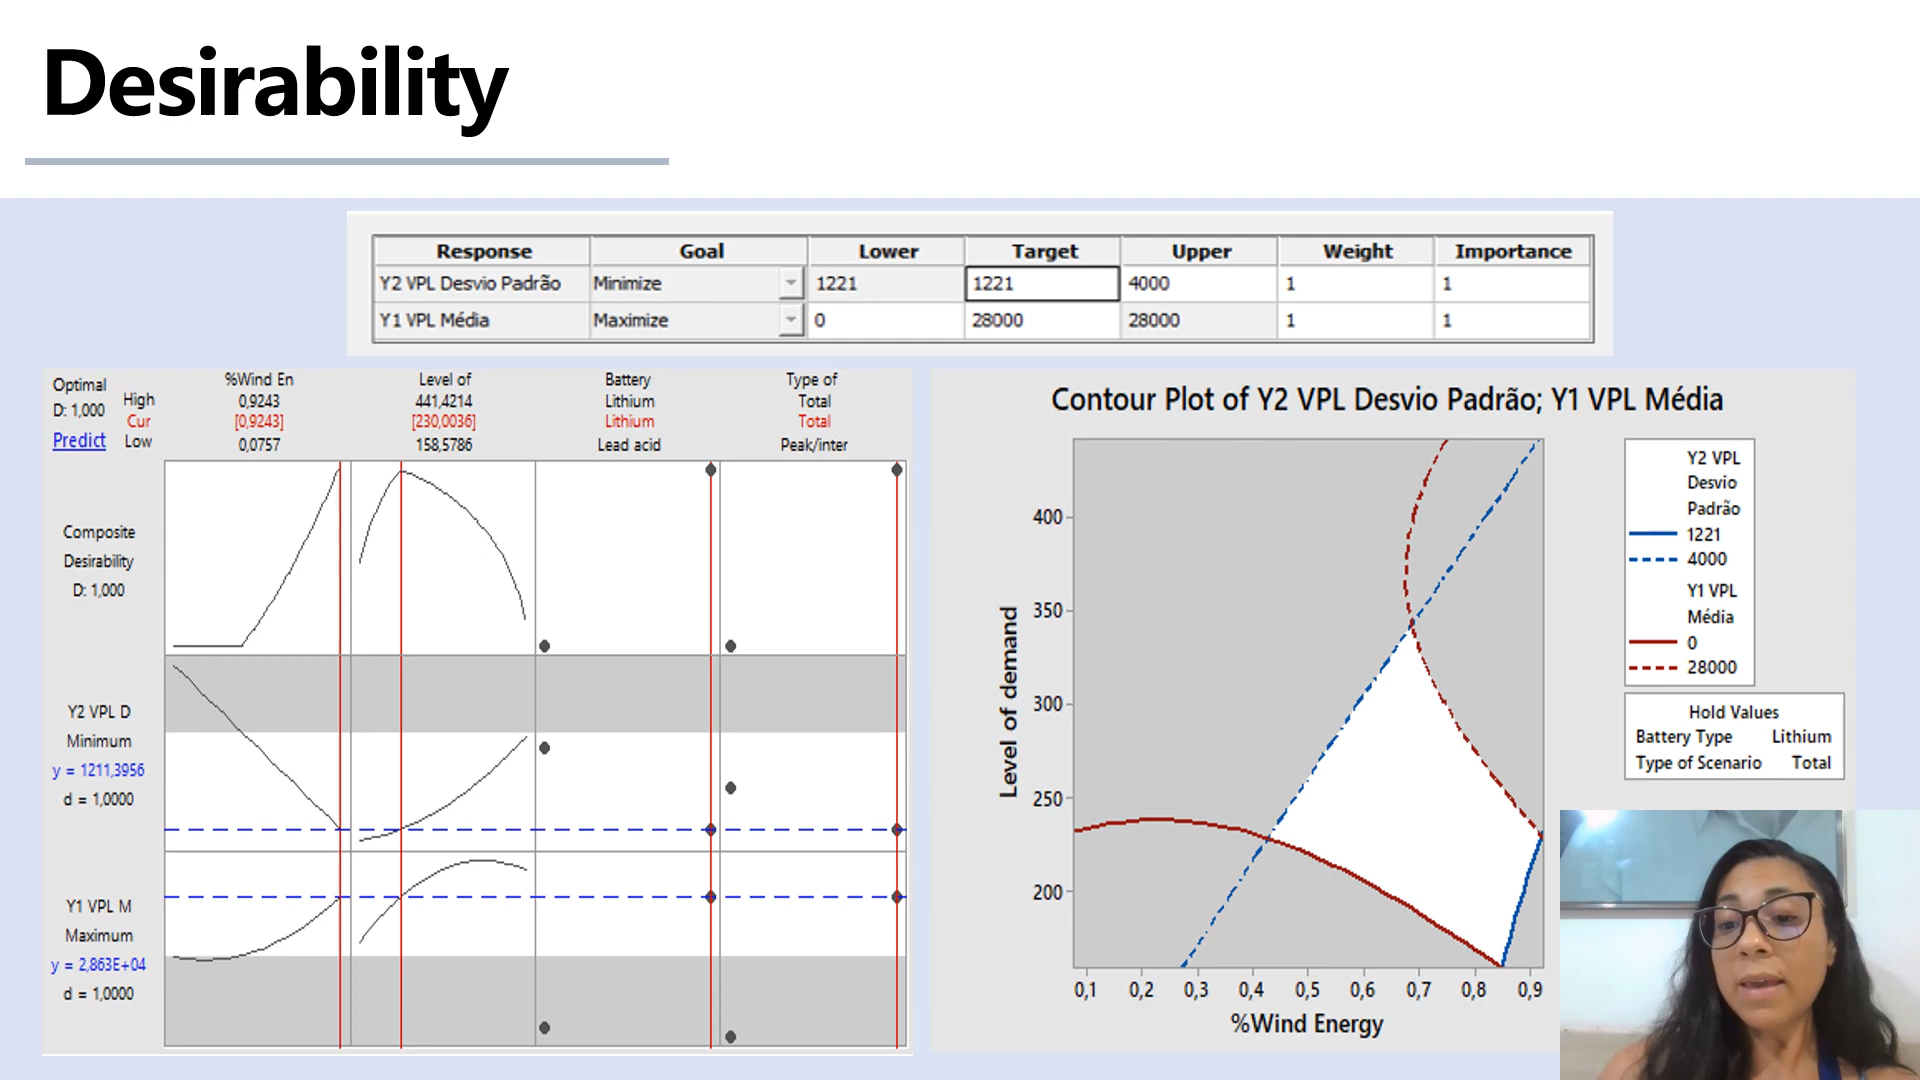 Desirability
Response Goal Lower Target Upper Weight Importance
Y2 VPL Desvio Padrão Minimize 1221 1221 4000 1 1
Y1 VPL Média Maximize 0 28000 28000 1 1
Optimal
D: 1,000
Predict
High
Cur
Low
%Wind En
0,9243
[0,9243]
0,0757
Level of
441,4214
[230,0036]
158,5786
Battery
Lithium
Lithium
Lead acid
Type of
Total
Total
Peak/inter
Composite
Desirability
D: 1,000
Y2 VPL D
Minimum
y = 1211,3956
d = 1,0000
Y1 VPL M
Maximum
y = 2,863E+04
d = 1,0000
Contour Plot of Y2 VPL Desvio Padrão; Y1 VPL Média
Level of demand
400
350
300
250
200
0,1 0,2 0,3 0,4 0,5 0,6 0,7 0,8 0,9
%Wind Energy
Y2 VPL
Desvio
Padrão
1221
4000
Y1 VPL
Média
0
28000
Hold Values
Battery Type Lithium
Type of Scenario Total